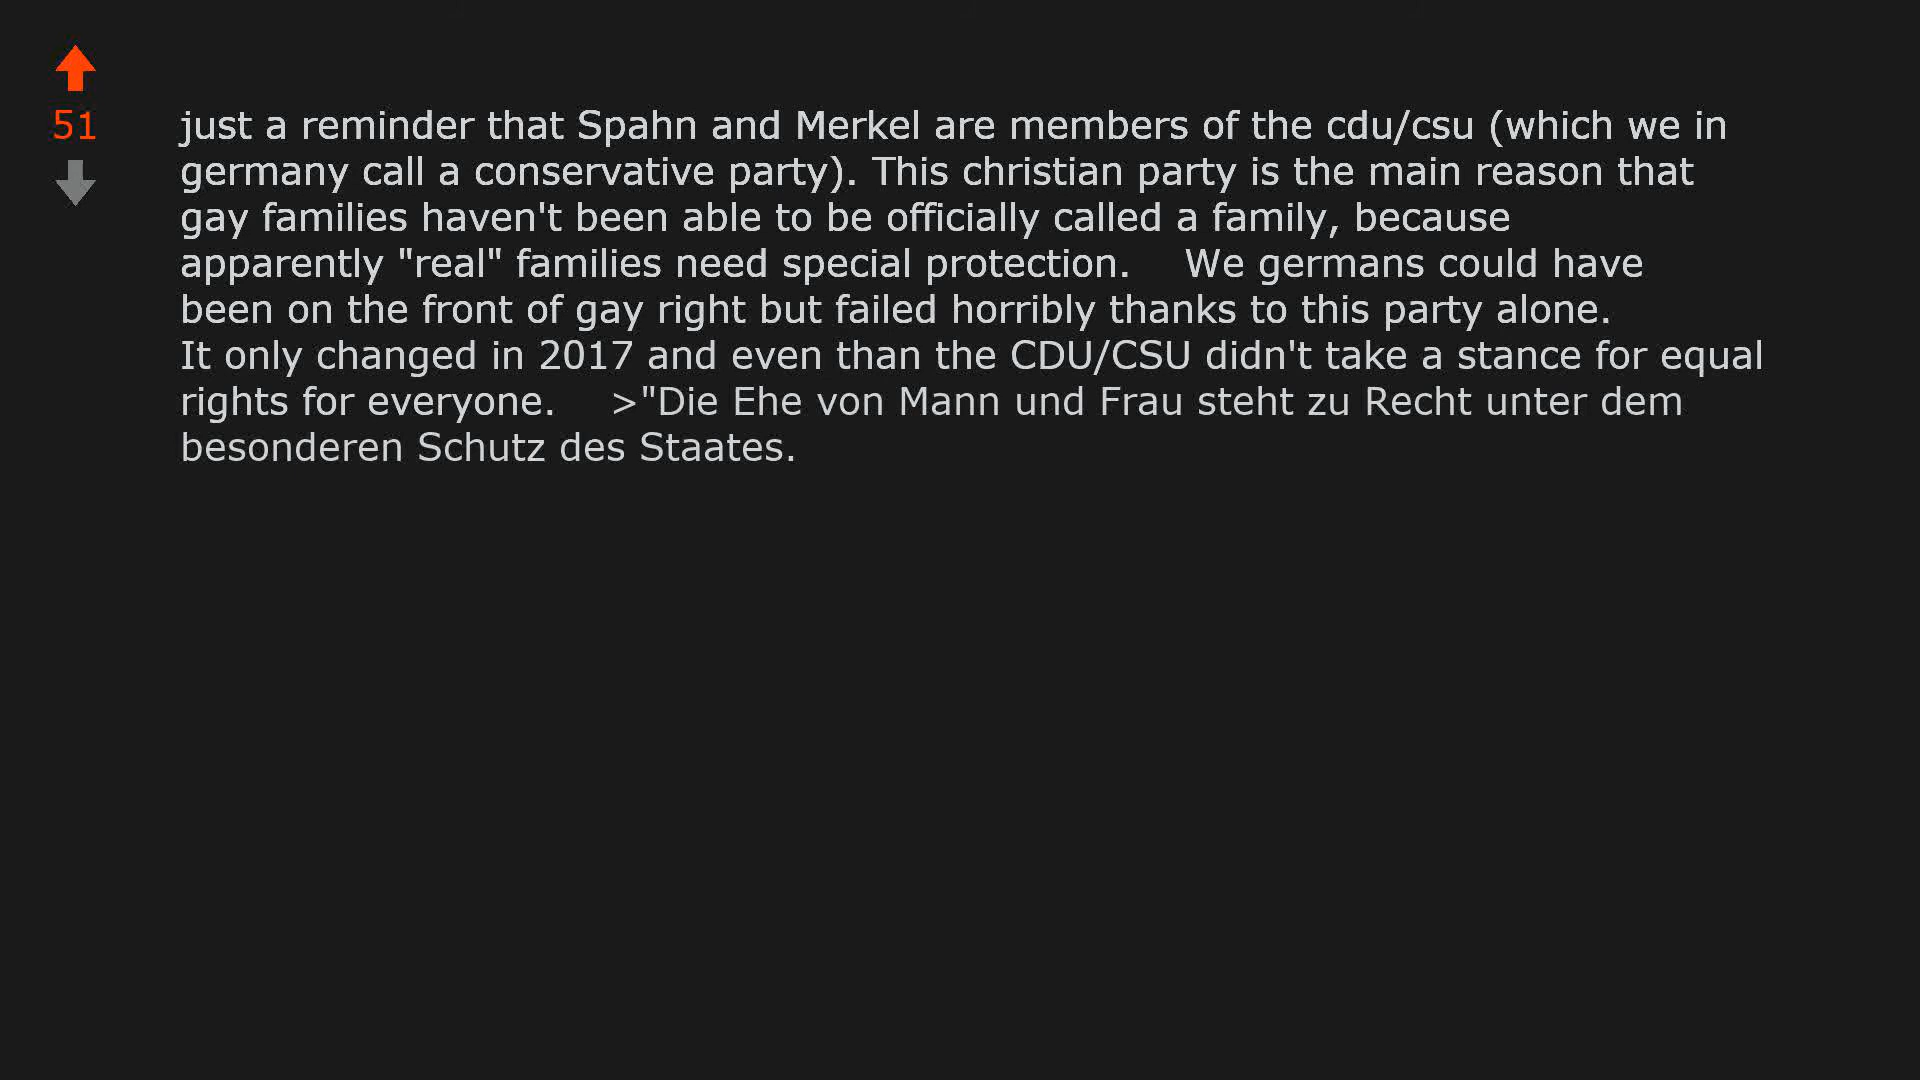 51
just a reminder that Spahn and Merkel are members of the cdu/csu (which we in
germany call a conservative party). This christian party is the main reason that
gay families haven't been able to be officially called a family, because
apparently "real" families need special protection.    We germans could have
been on the front of gay right but failed horribly thanks to this party alone.
It only changed in 2017 and even than the CDU/CSU didn't take a stance for equal
rights for everyone.    >"Die Ehe von Mann und Frau steht zu Recht unter dem
besonderen Schutz des Staates.